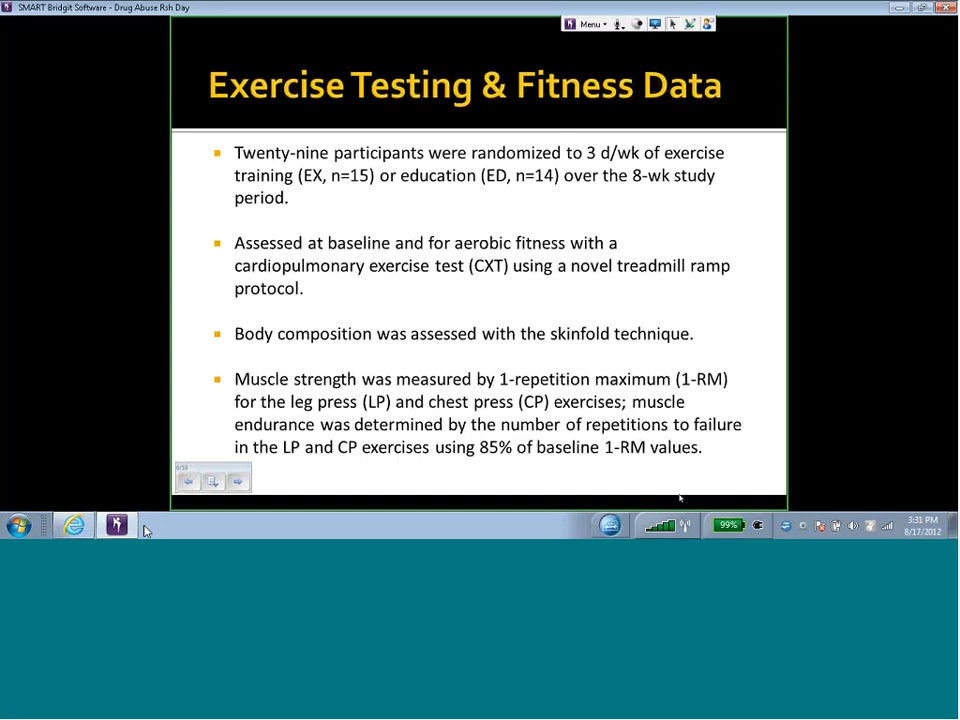 SMART Bridgit Software - Drug Abuse Rsh Day
Menu
Exercise Testing & Fitness Data
Twenty-nine participants were randomized to 3 d/wk of exercise
training (EX, n=15) or education (ED, n=14) over the 8-wk study
period.
Assessed at baseline and for aerobic fitness with a
cardiopulmonary exercise test (CXT) using a novel treadmill ramp
protocol.
Body composition was assessed with the skinfold technique.
Muscle strength was measured by 1-repetition maximum (1-RM)
for the leg press (LP) and chest press (CP) exercises; muscle
endurance was determined by the number of repetitions to failure
in the LP and CP exercises using 85% of baseline 1-RM values.
99%
3:31 PM
8/17/2012